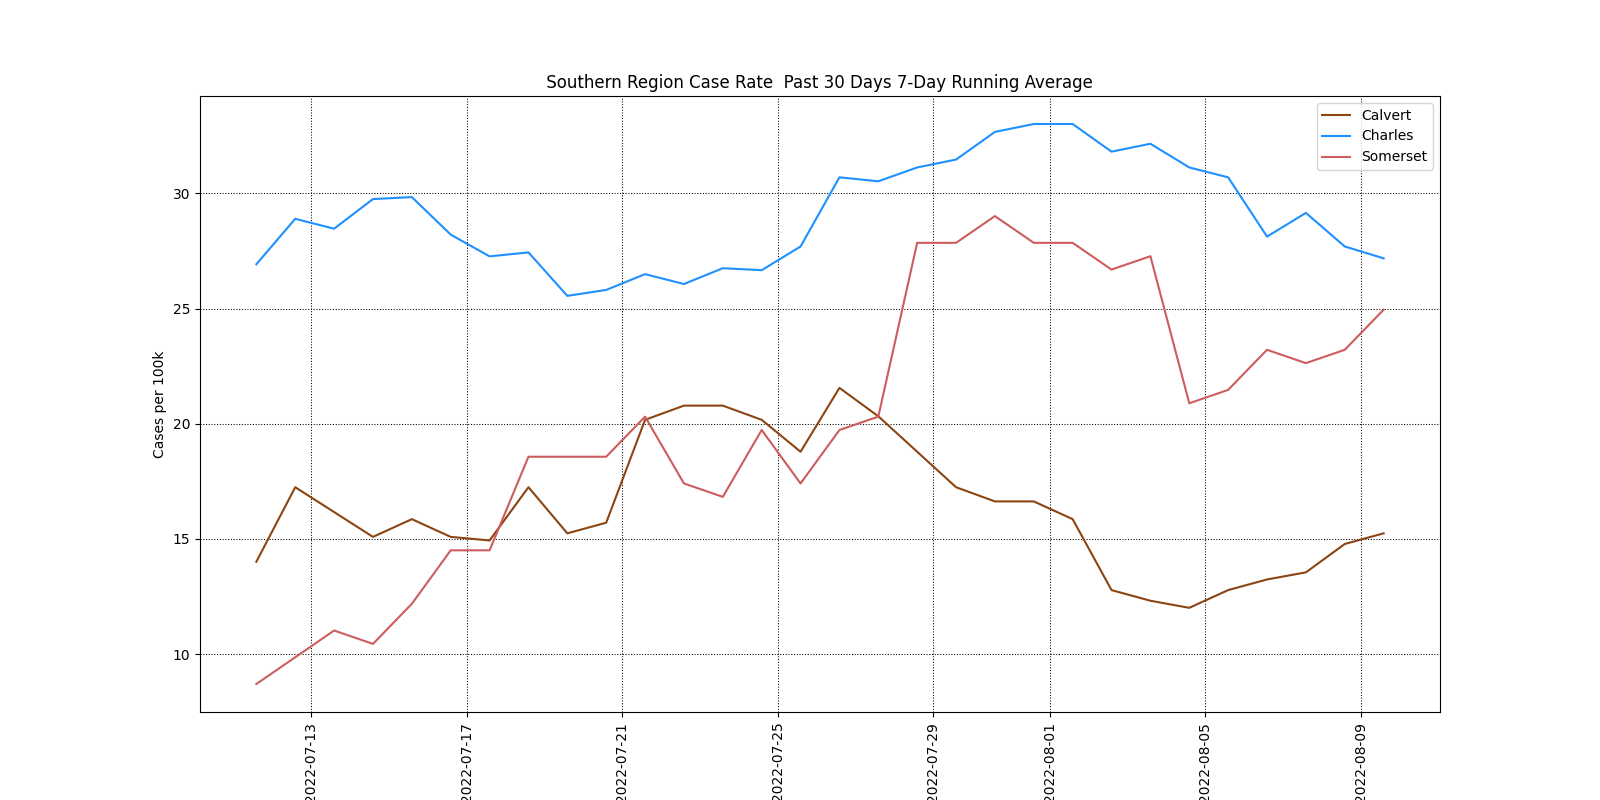 Southern Region Case Rate  Past 30 Days 7-Day Running Average
Calvert
Charles
Somerset
Cases per 100k
30
25
20
15
10
2022-07-13
2022-07-17
2022-07-21
2022-07-25
2022-07-29
2022-08-01
2022-08-05
2022-08-09